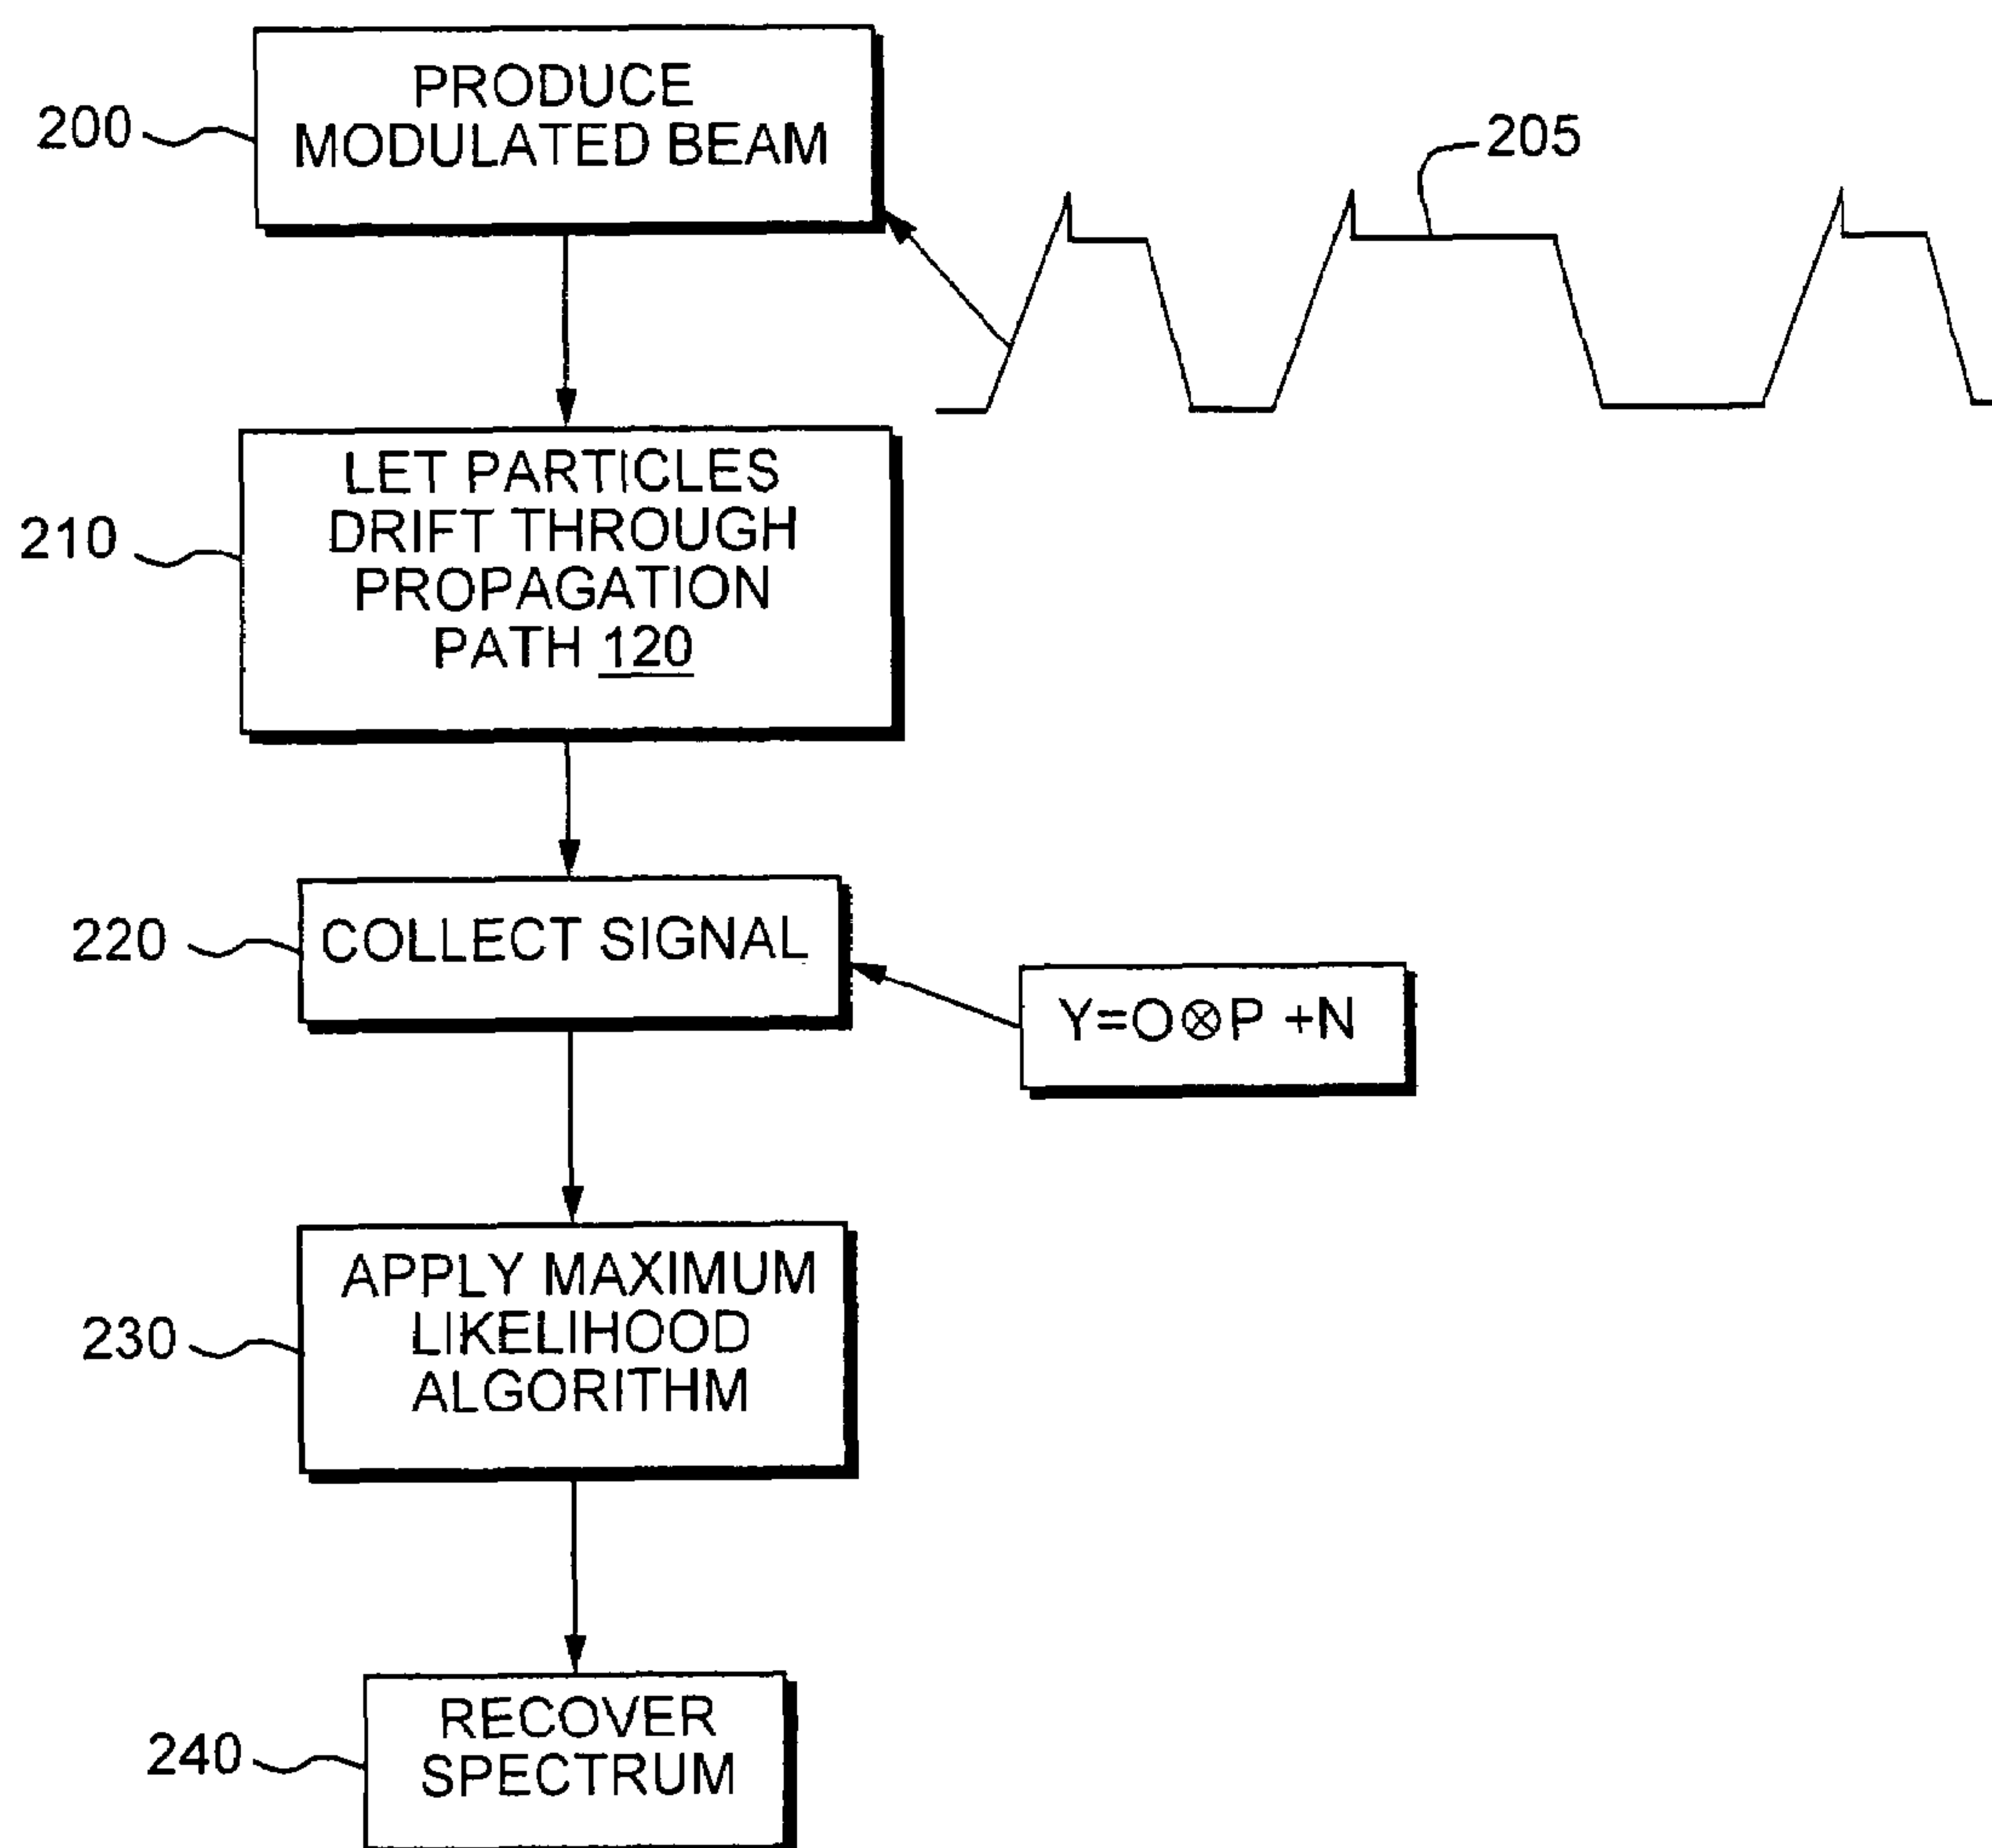 200
PRODUCE
MODULATED BEAM
205
210
LET PARTICLES
DRIFT THROUGH
PROPAGATION
PATH 120
220
COLLECT SIGNAL
Y=O⊗P +N
230
APPLY MAXIMUM
LIKELIHOOD
ALGORITHM
240
RECOVER
SPECTRUM